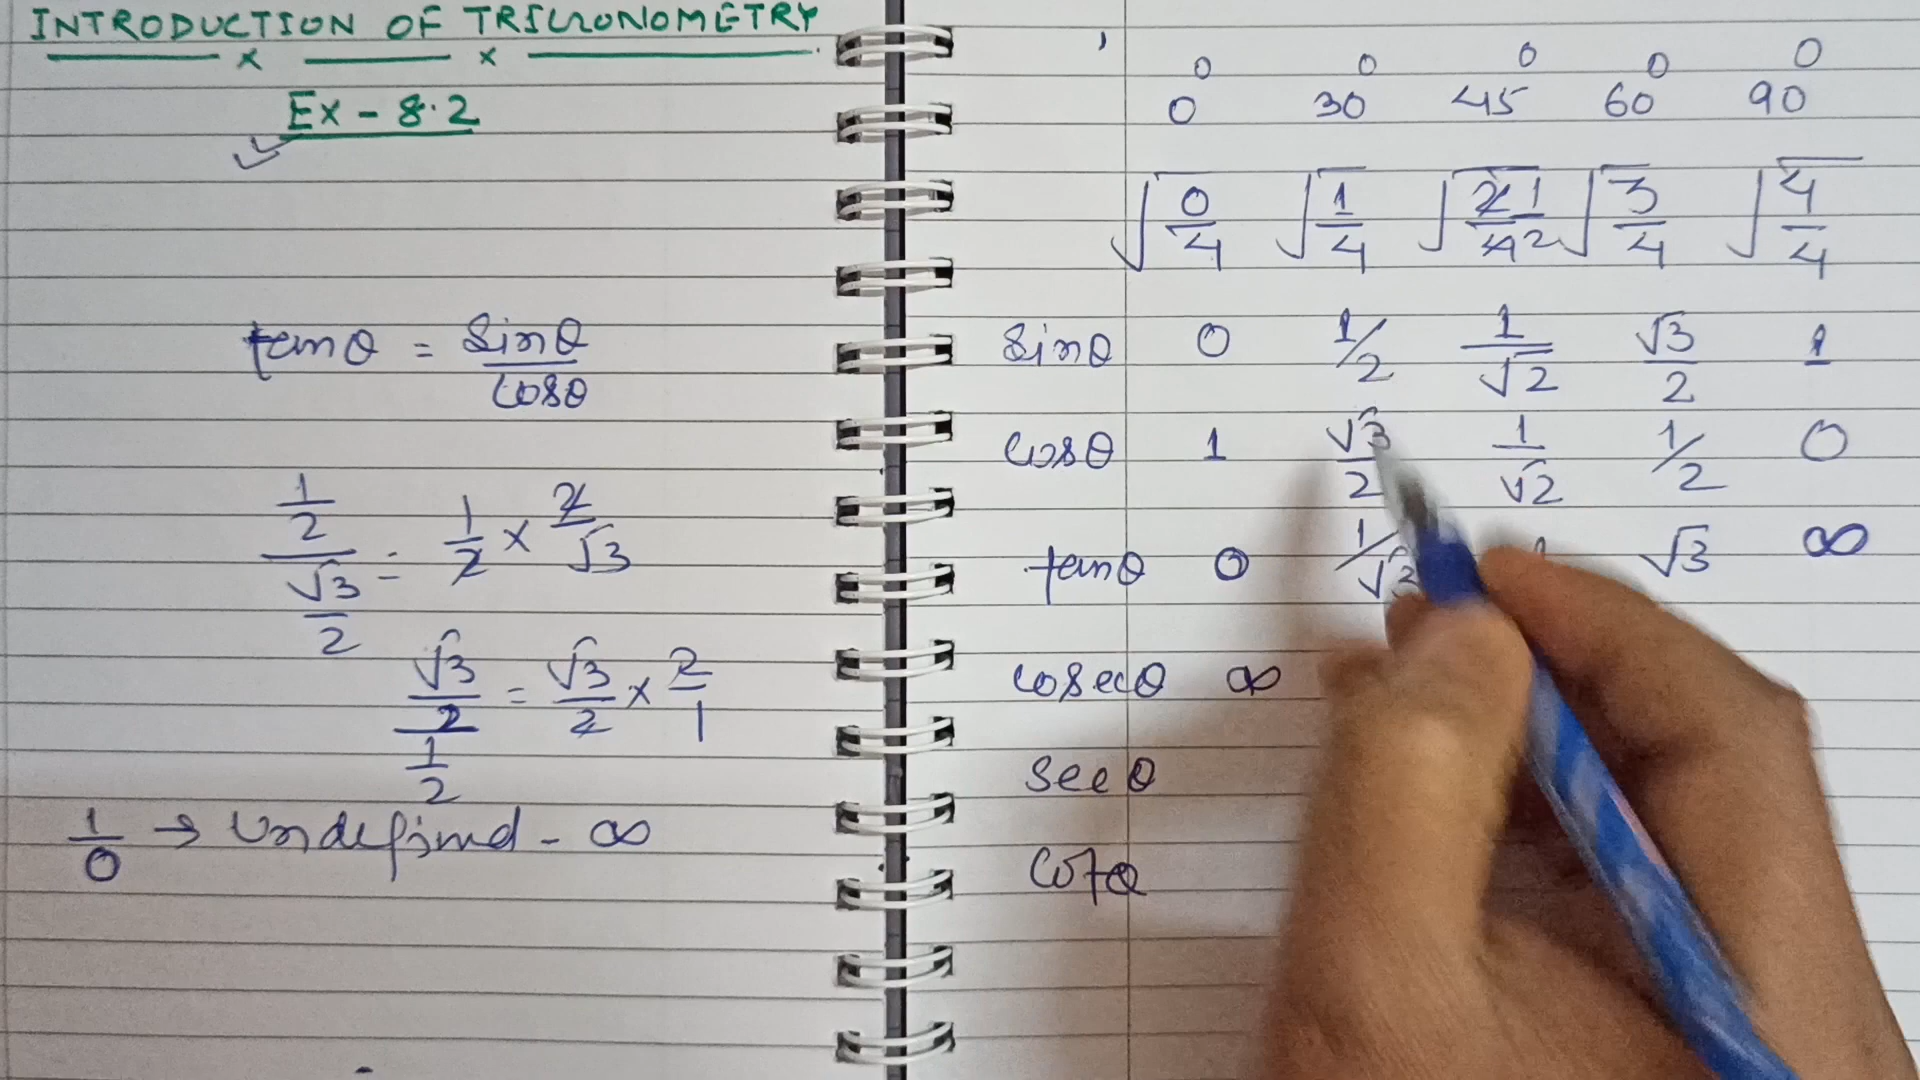 INTRODUCTION OF TRIGONOMETRY
x x
Ex - 8.2
tanθ = sinθ/cosθ
(1/2)/(√3/2) = 1/2 × 2/√3
(√3/2)/(1/2) = √3/2 × 2/1
1/0 → Undefined - ∞
0° 30° 45° 60° 90°
√0/4 √1/4 √2/4 1/2 √3/4 √4/4
sinθ 0 1/2 1/√2 √3/2 1
cosθ 1 √3/2 1/√2 1/2 0
tanθ 0 1/√3 √3 ∞
cosecθ ∞
secθ
cotθ